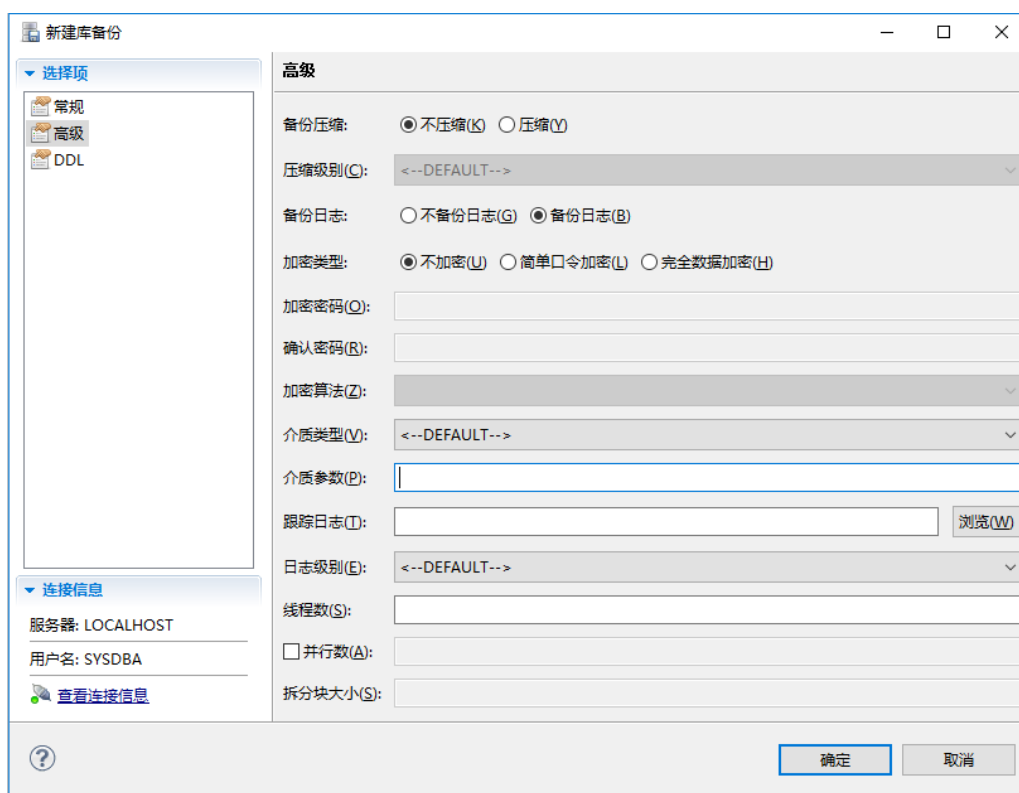 新建库备份
选择项
常规
高级
DDL
连接信息
服务器: LOCALHOST
用户名: SYSDBA
查看连接信息
高级
备份压缩: 不压缩(K) 压缩(Y)
压缩级别(C): <--DEFAULT-->
备份日志: 不备份日志(G) 备份日志(B)
加密类型: 不加密(U) 简单口令加密(L) 完全数据加密(H)
加密密码(O):
确认密码(R):
加密算法(Z):
介质类型(V): <--DEFAULT-->
介质参数(P):
跟踪日志(T): 浏览(W)
日志级别(E): <--DEFAULT-->
线程数(S):
并行数(A):
拆分块大小(S):
? 确定 取消